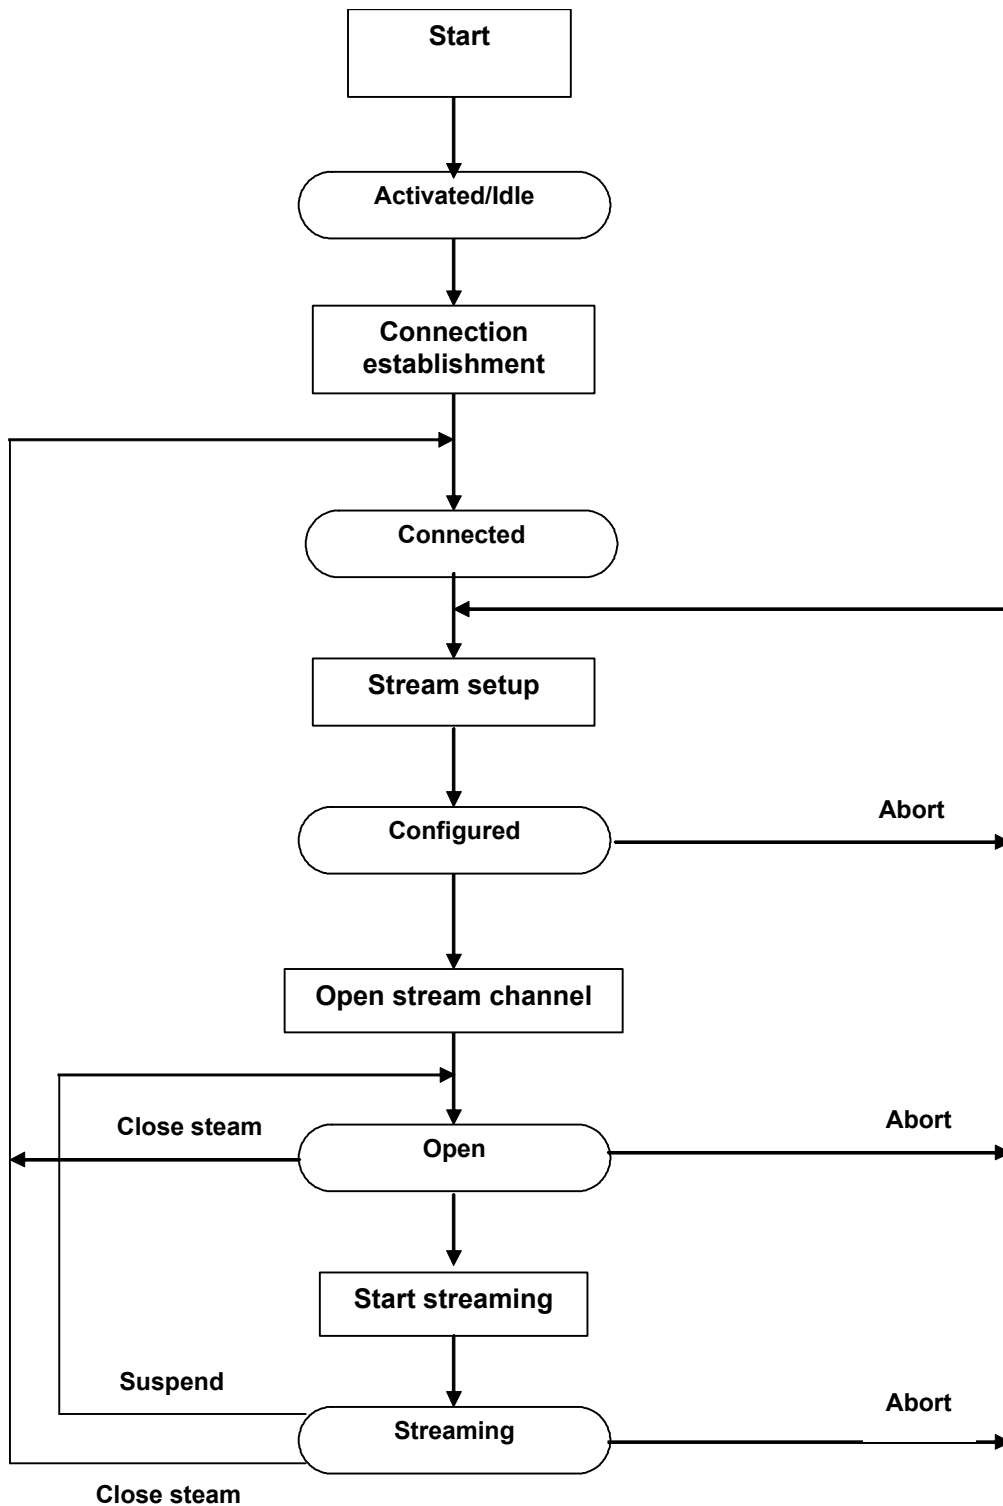 Start
Activated/Idle
Connection
establishment
Connected
Stream setup
Configured
Abort
Open stream channel
Close steam
Open
Abort
Start streaming
Suspend
Streaming
Abort
Close steam